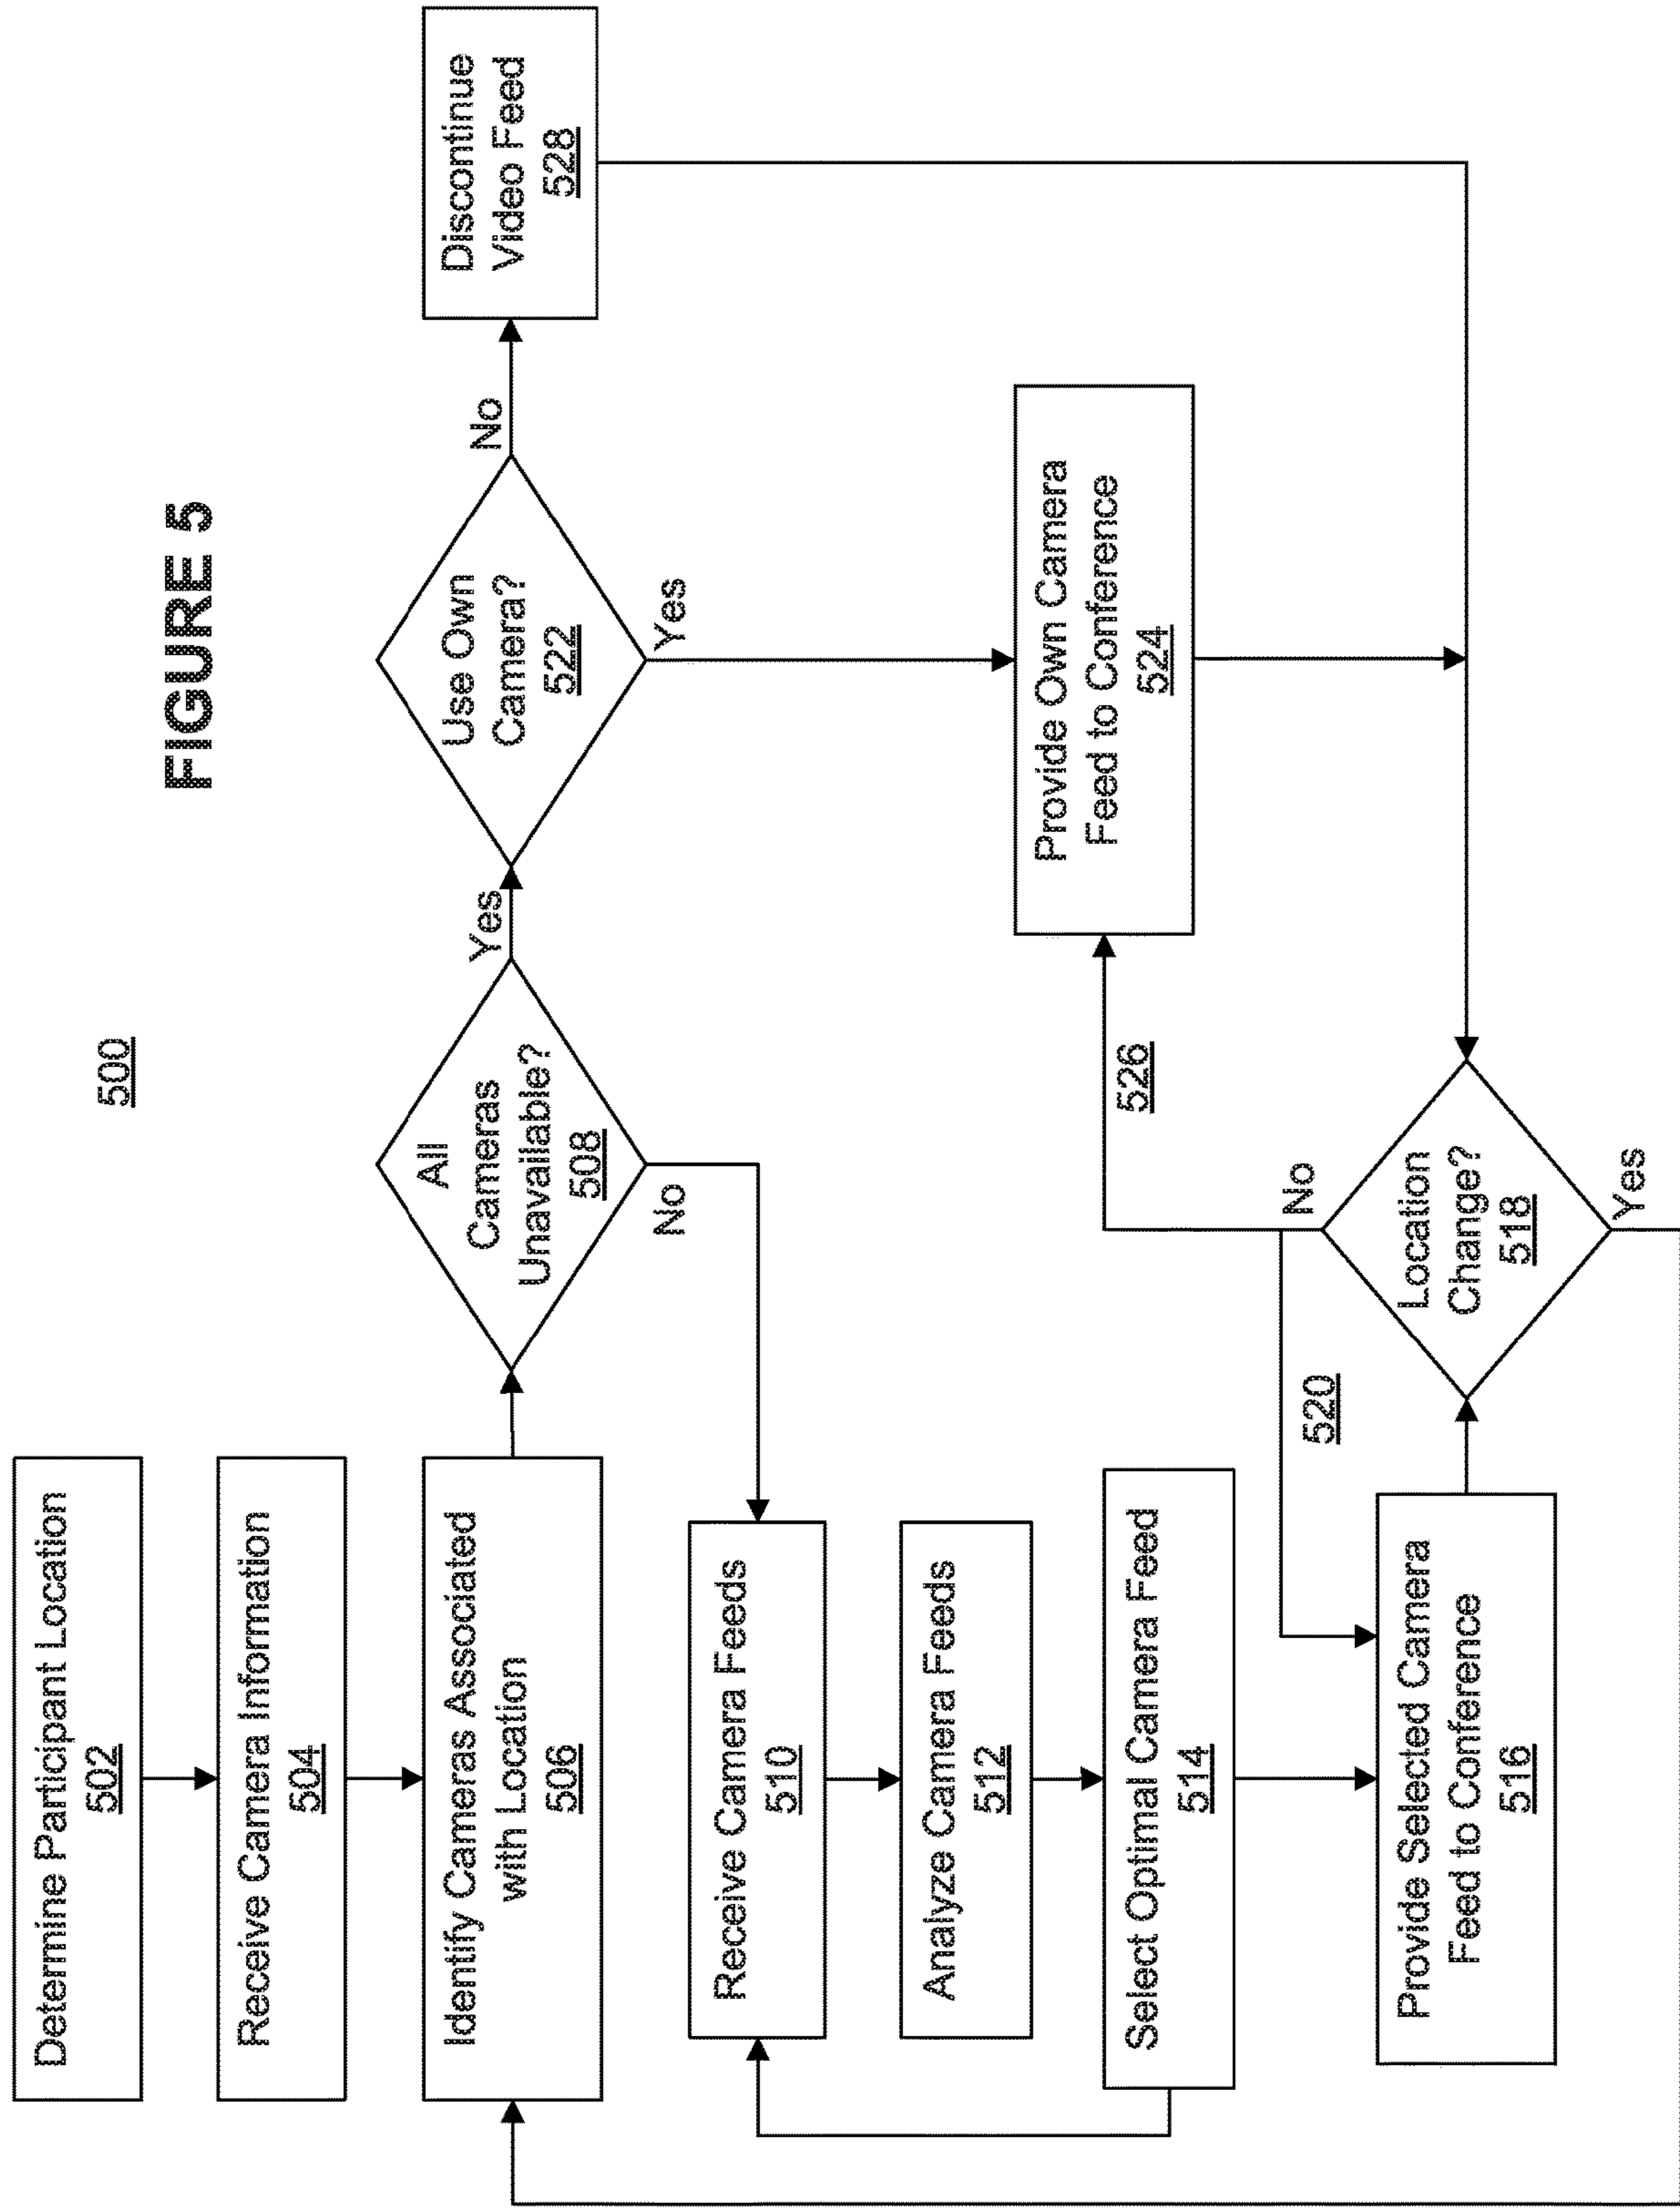 500
FIGURE 5
Determine Participant Location
502
Receive Camera Information
504
Identify Cameras Associated
with Location
506
All
Cameras
Unavailable?
508
Yes
No
Use Own
Camera?
522
No
Yes
Discontinue
Video Feed
528
Receive Camera Feeds
510
Analyze Camera Feeds
512
Select Optimal Camera Feed
514
Provide Selected Camera
Feed to Conference
516
520
Location
Change?
518
No
Yes
526
Provide Own Camera
Feed to Conference
524